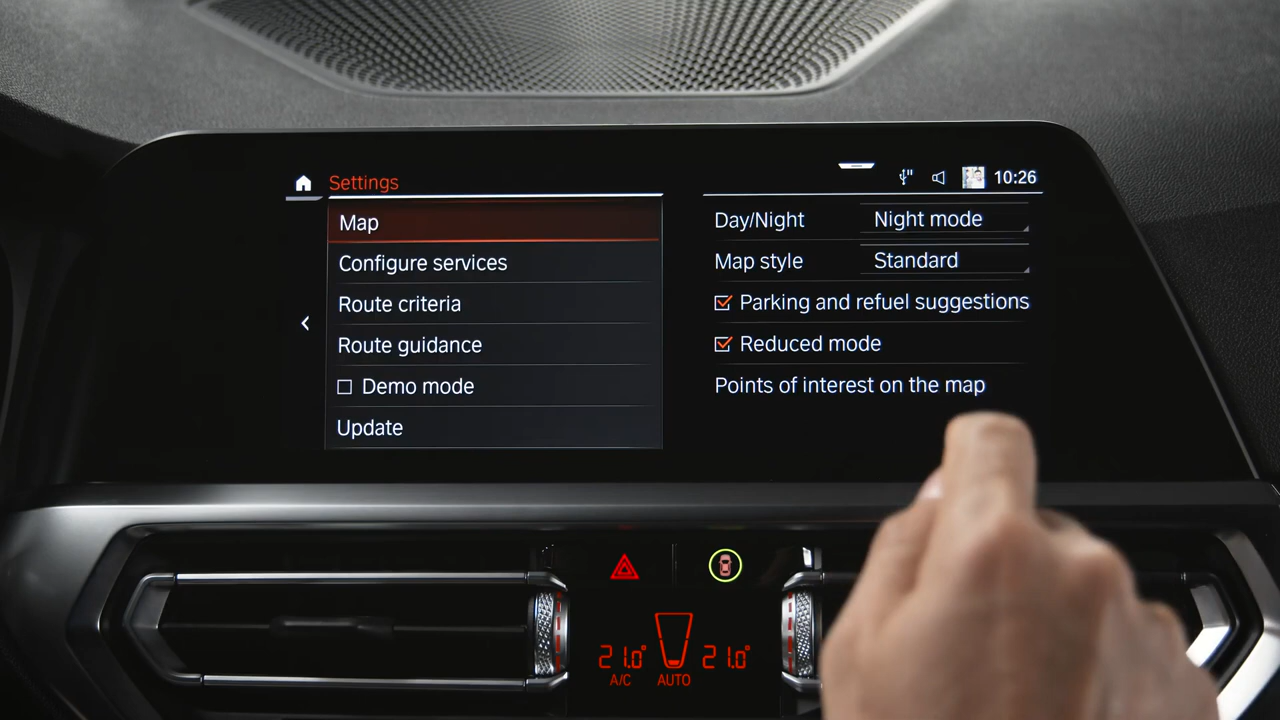 Settings
10:26
Map
Configure services
Route criteria
Route guidance
Demo mode
Update
Day/Night Night mode
Map style Standard
Parking and refuel suggestions
Reduced mode
Points of interest on the map
21.0° 21.0°
A/C AUTO